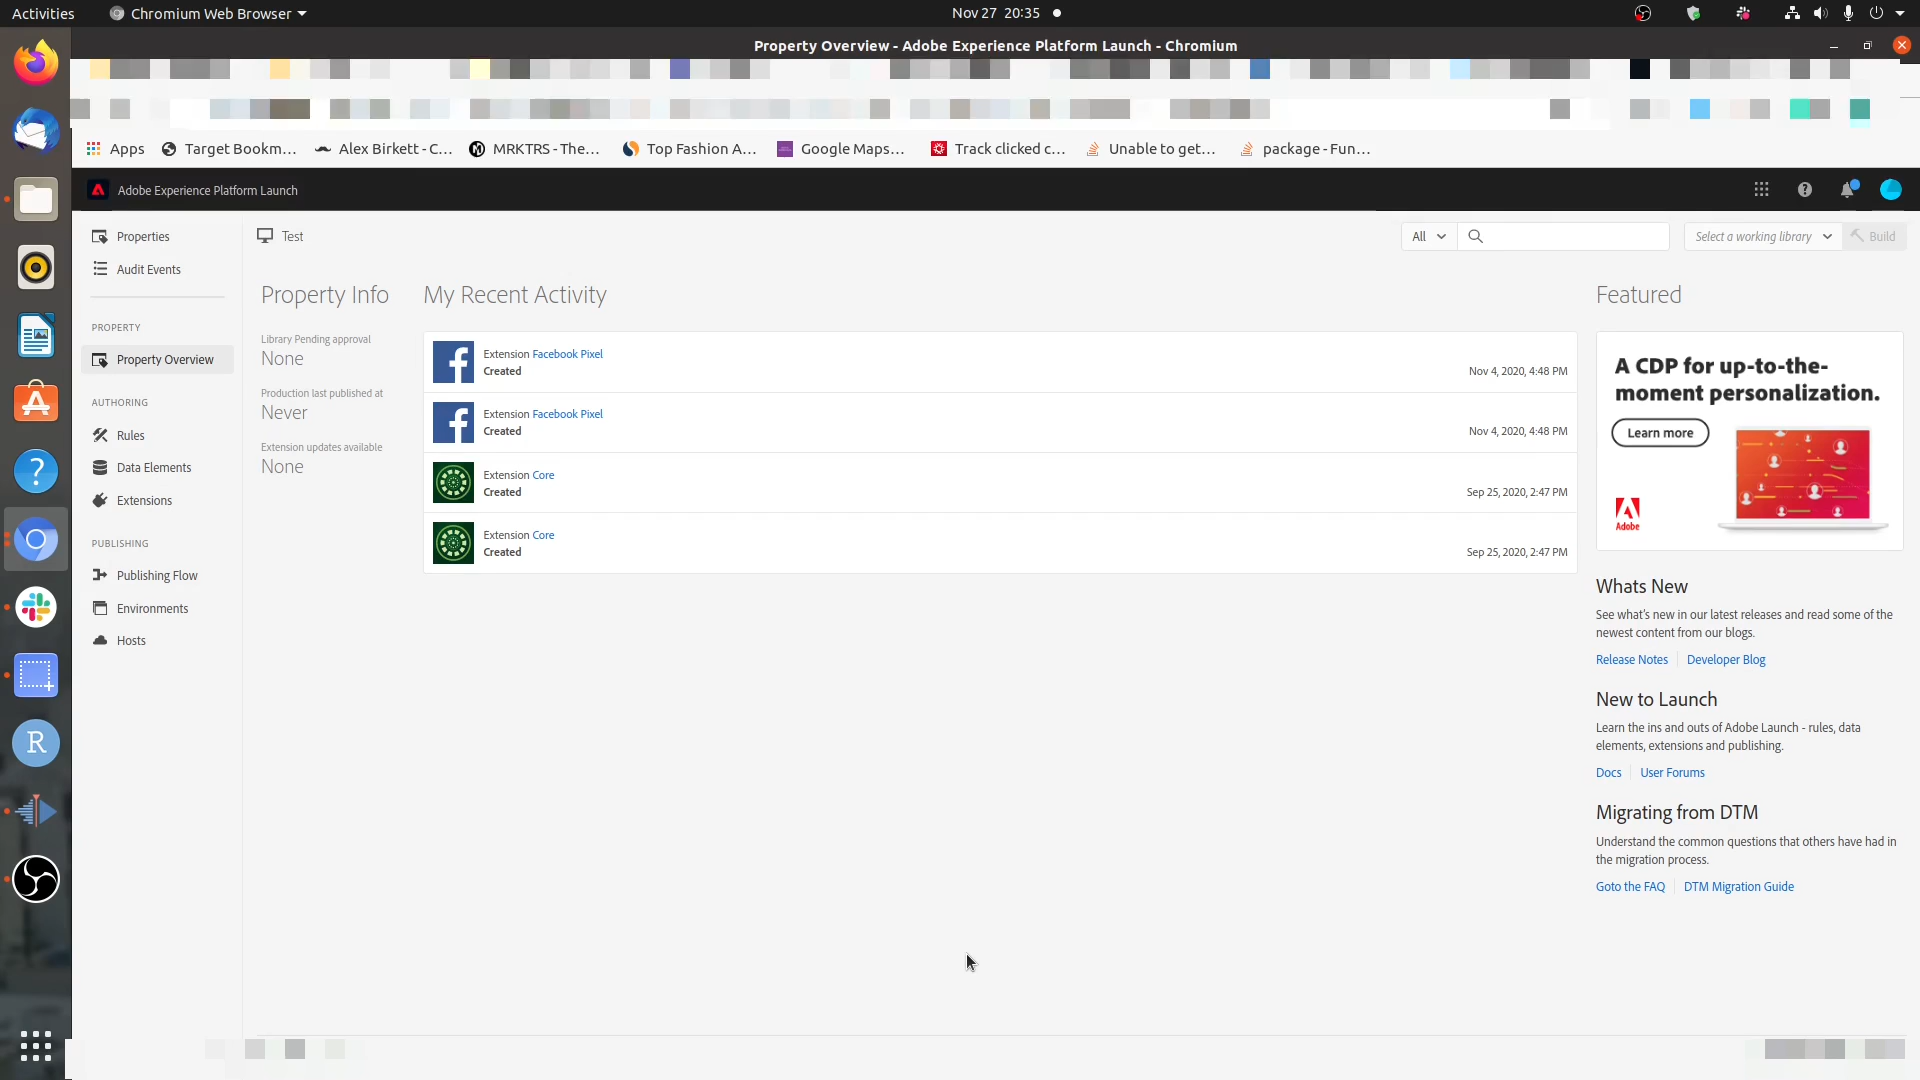 Activities
Chromium Web Browser
Nov 27 20:35
Property Overview - Adobe Experience Platform Launch - Chromium
Apps
Target Bookm...
Alex Birkett - C...
MRKTRS - The...
Top Fashion A...
Google Maps...
Track clicked c...
Unable to get...
package - Fun...
Adobe Experience Platform Launch
Properties
Audit Events
PROPERTY
Property Overview
AUTHORING
Rules
Data Elements
Extensions
PUBLISHING
Publishing Flow
Environments
Hosts
Test
All
Select a working library
Build
Property Info
Library Pending approval
None
Production last published at
Never
Extension updates available
None
My Recent Activity
Extension Facebook Pixel
Created
Nov 4, 2020, 4:48 PM
Extension Facebook Pixel
Created
Nov 4, 2020, 4:48 PM
Extension Core
Created
Sep 25, 2020, 2:47 PM
Extension Core
Created
Sep 25, 2020, 2:47 PM
Featured
A CDP for up-to-the-
moment personalization.
Learn more
Adobe
Whats New
See what's new in our latest releases and read some of the
newest content from our blogs.
Release Notes
Developer Blog
New to Launch
Learn the ins and outs of Adobe Launch - rules, data
elements, extensions and publishing.
Docs
User Forums
Migrating from DTM
Understand the common questions that others have had in
the migration process.
Goto the FAQ
DTM Migration Guide